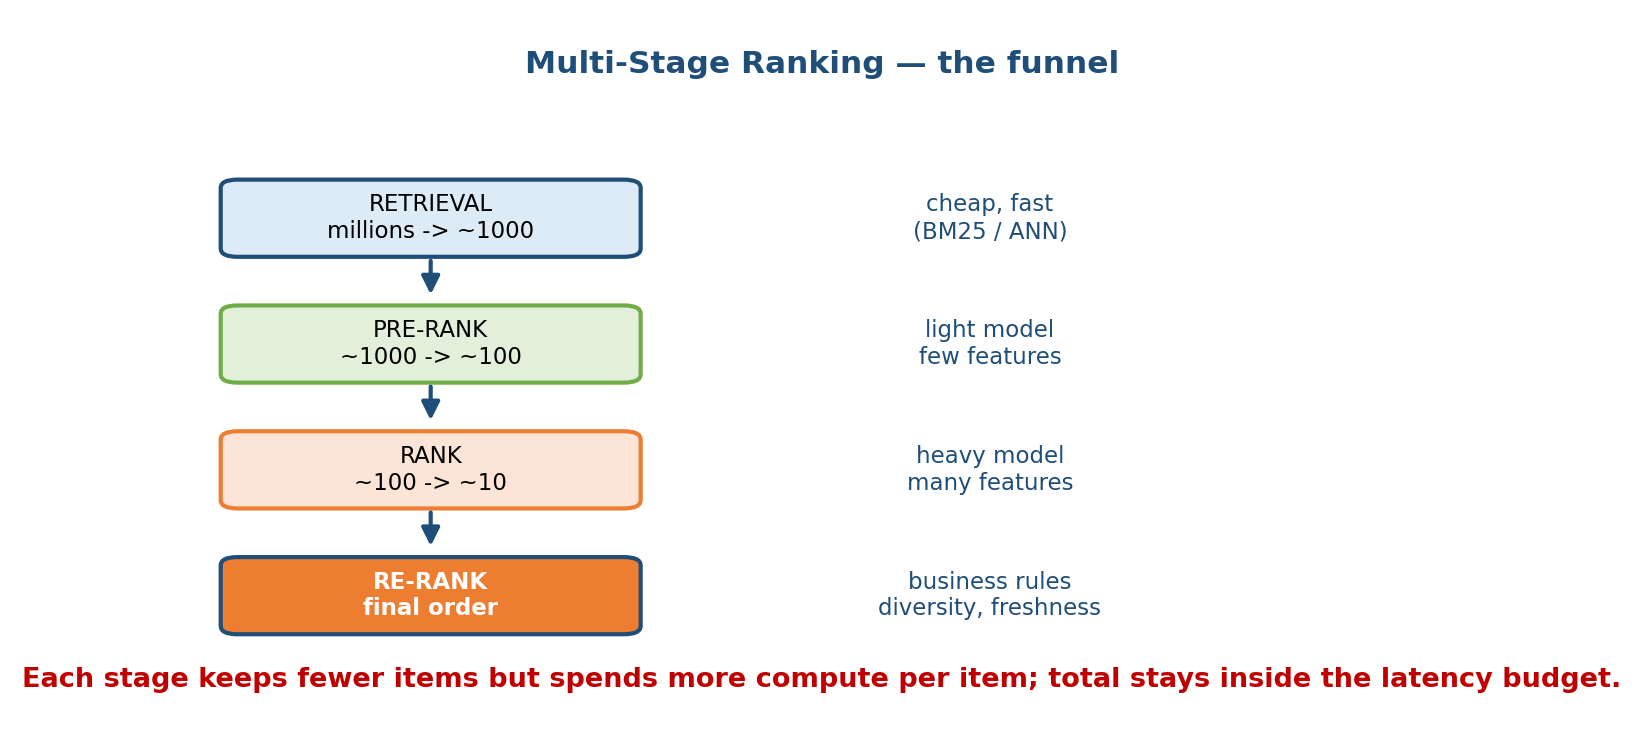 Multi-Stage Ranking — the funnel
RETRIEVAL
millions -> ~1000
cheap, fast
(BM25 / ANN)
PRE-RANK
~1000 -> ~100
light model
few features
RANK
~100 -> ~10
heavy model
many features
RE-RANK
final order
business rules
diversity, freshness
Each stage keeps fewer items but spends more compute per item; total stays inside the latency budget.